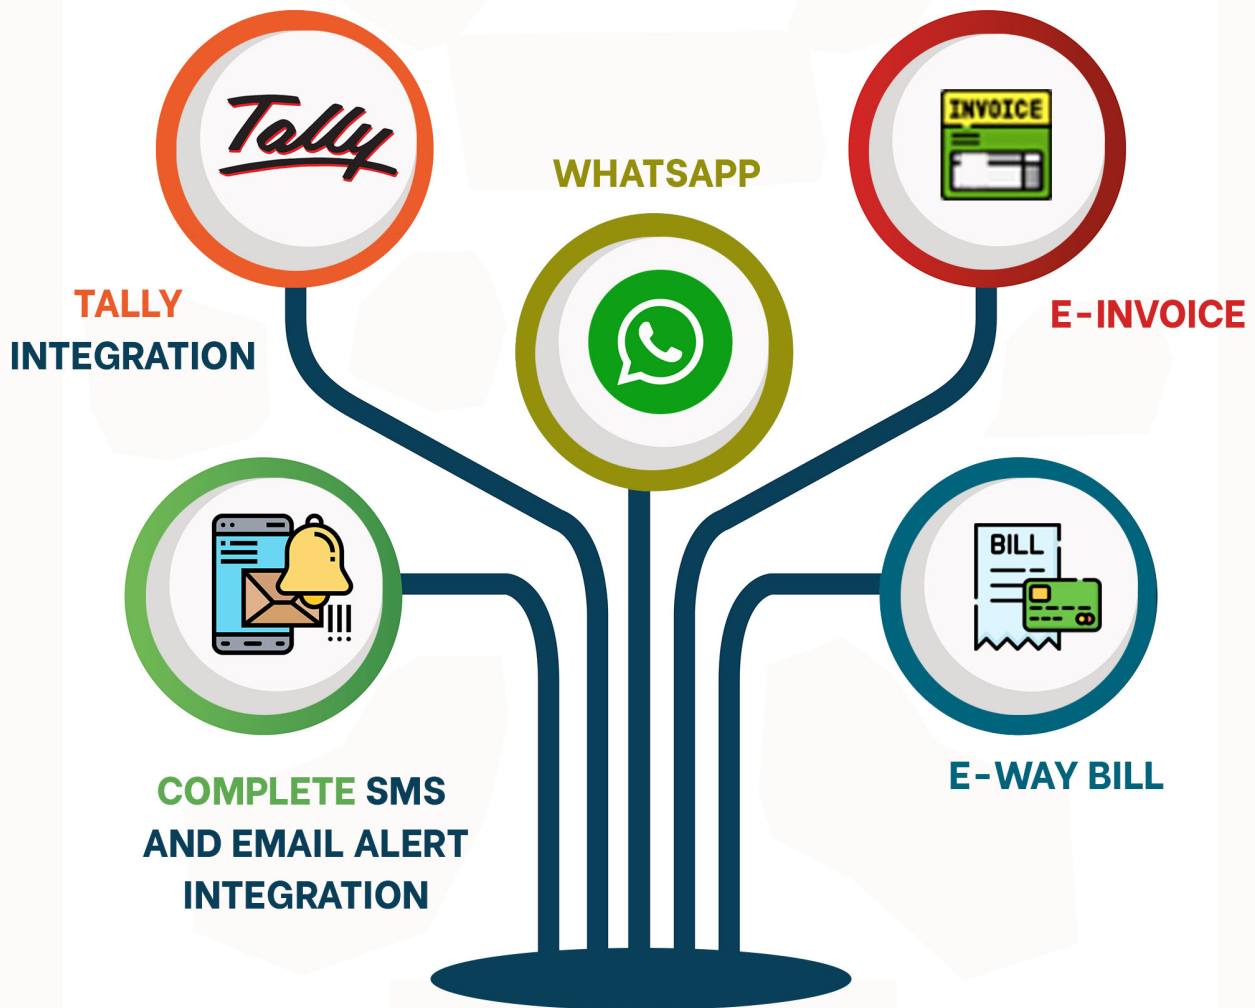 Tally
INVOICE
WHATSAPP
TALLY
INTEGRATION
E-INVOICE
BILL
COMPLETE SMS
AND EMAIL ALERT
INTEGRATION
E-WAY BILL